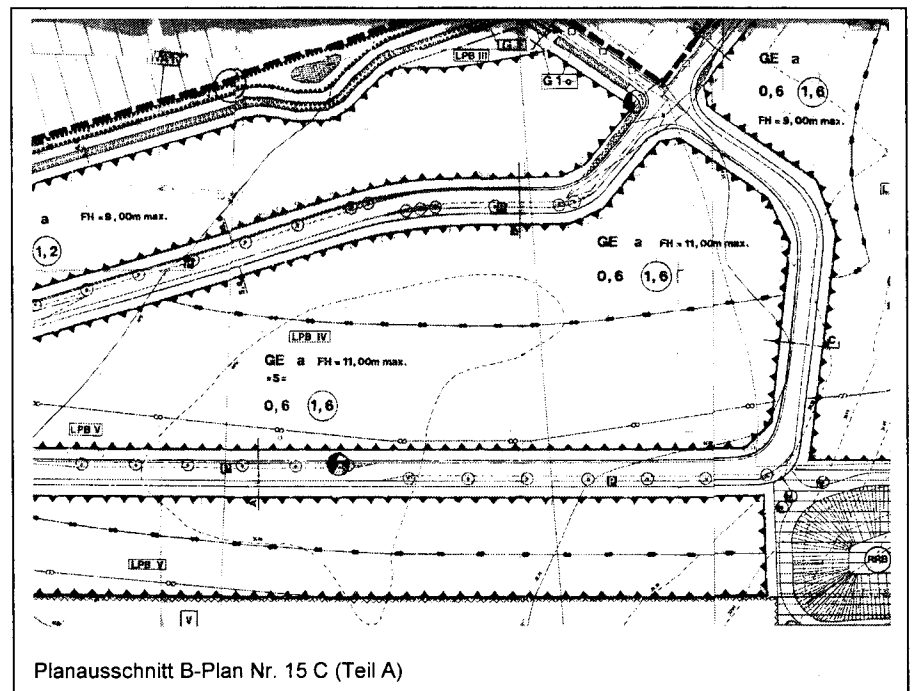 LPB III
G 1
GE a
0,6 1,6
FH = 9,00m max.
a FH = 9,00m max.
1,2
GE a FH = 11,00m max.
0,6 1,6
LPB IV
GE a FH = 11,00m max.
0,6 1,6
LPB V
P
A
C
LPB V
RRB
V
Planausschnitt B-Plan Nr. 15 C (Teil A)